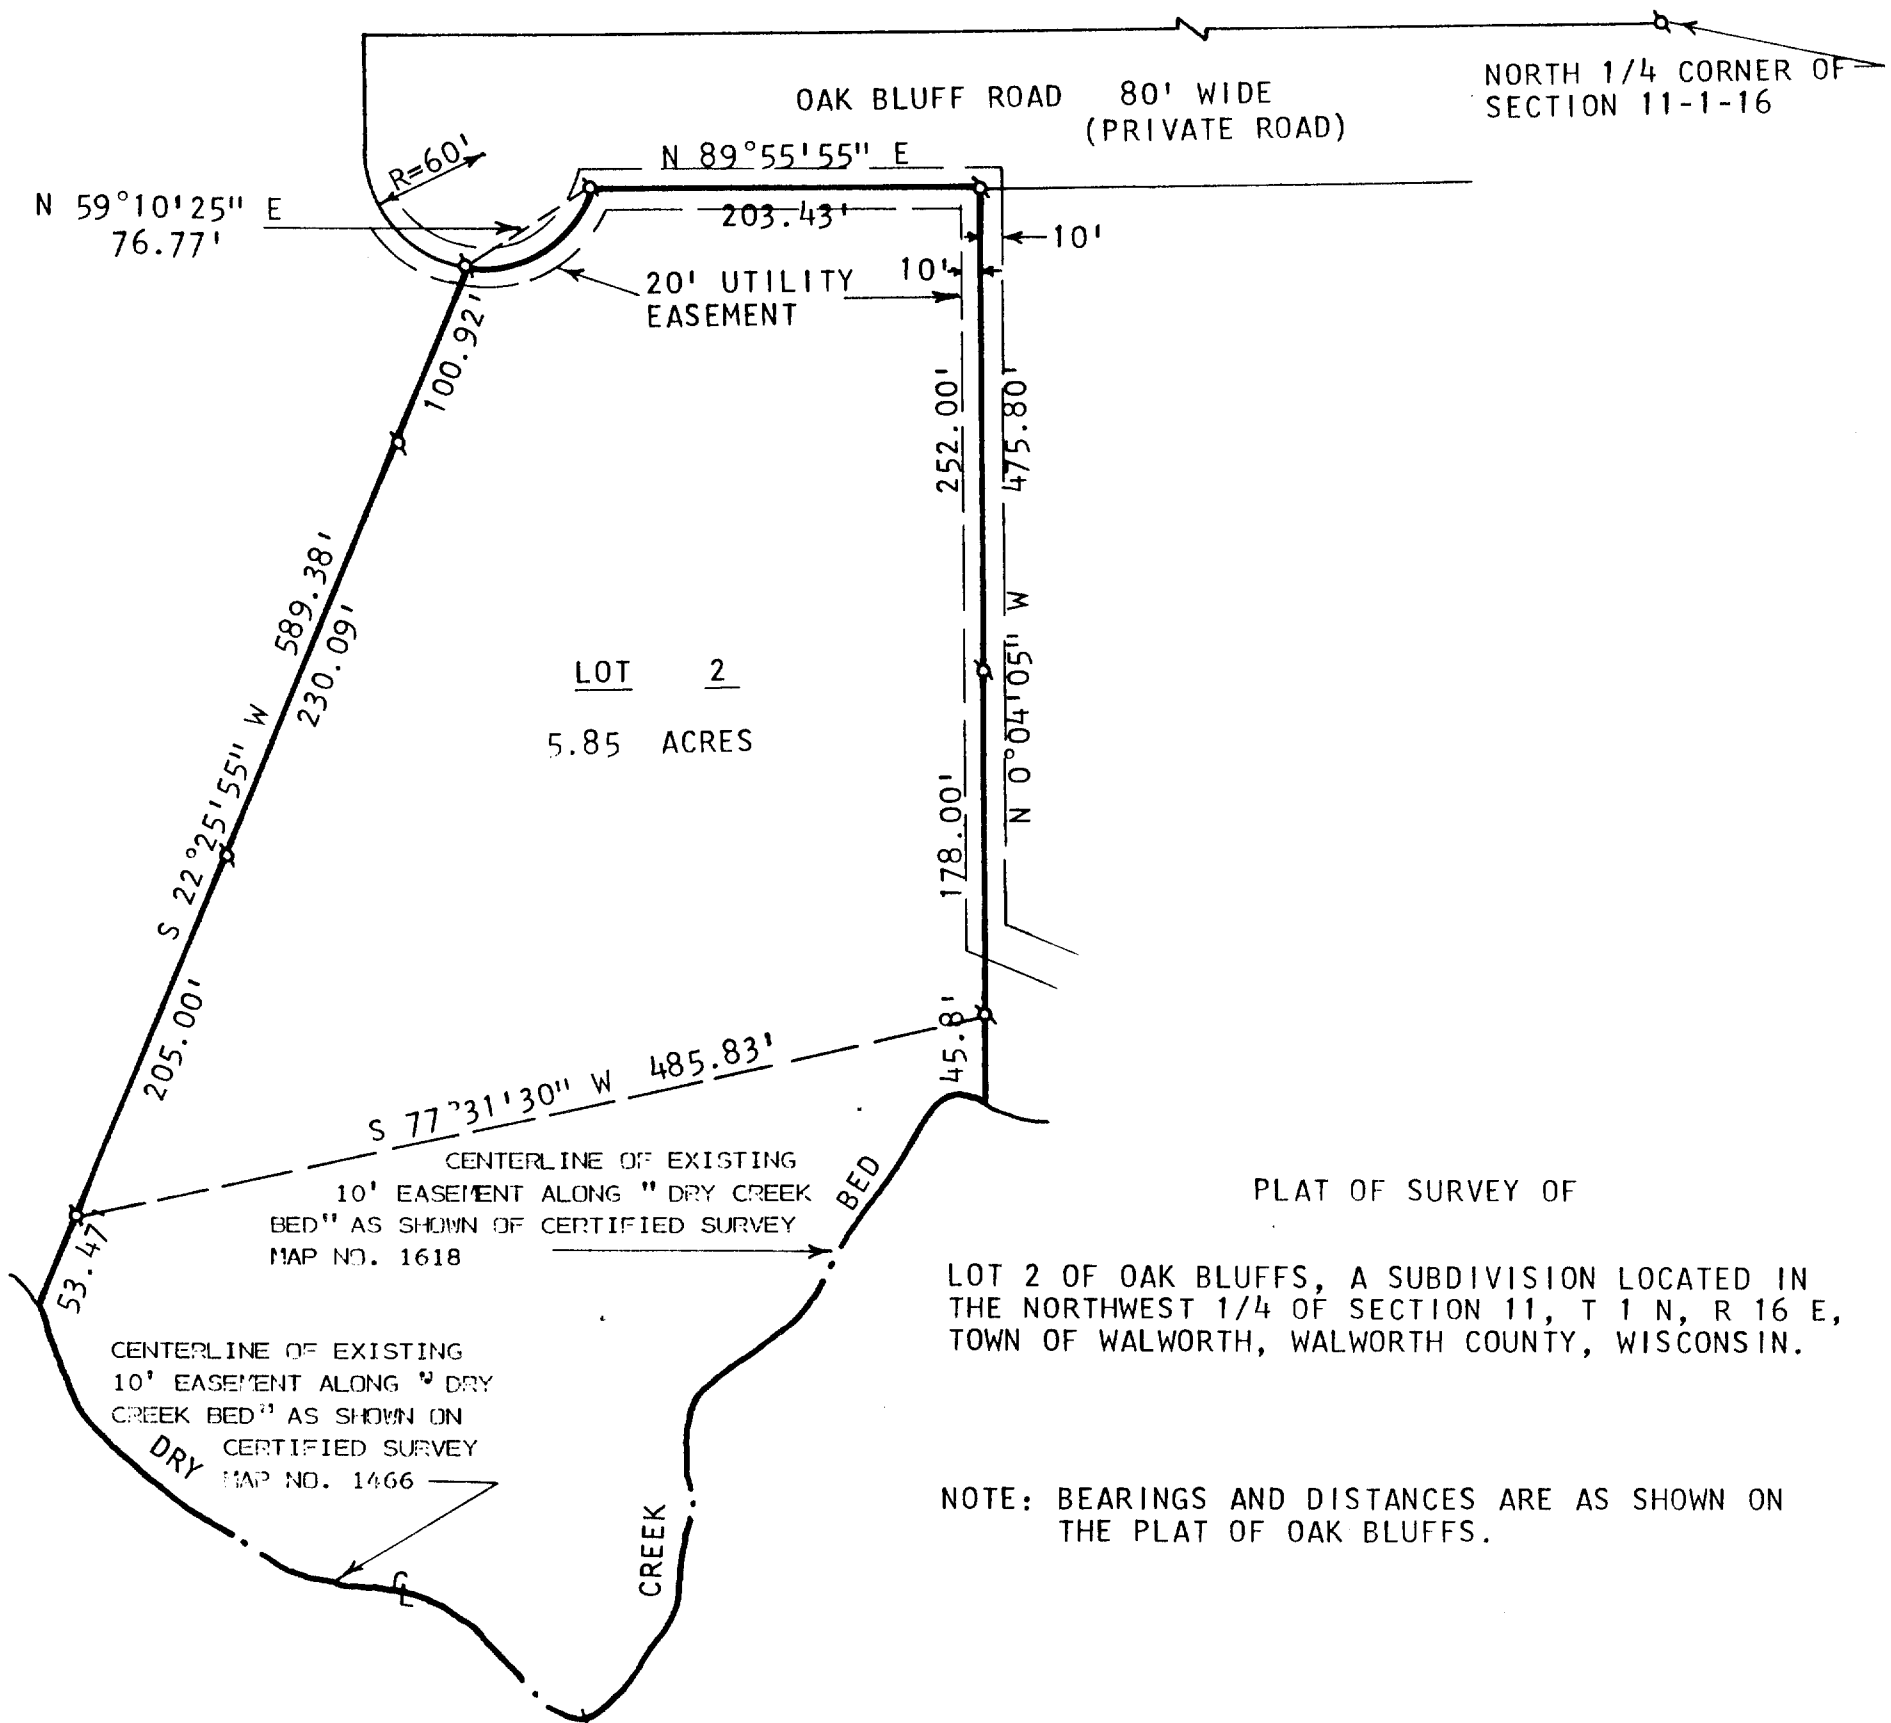 NORTH 1/4 CORNER OF
SECTION 11-1-16
OAK BLUFF ROAD 80' WIDE
(PRIVATE ROAD)
R=60'
N 89°55'55" E
203.43'
N 59°10'25" E
76.77'
10'
10'
20' UTILITY
EASEMENT
100.92'
252.00'
475.80'
589.38'
230.09'
N 0°04'05" W
LOT 2
5.85 ACRES
S 22°25'55" W
178.00'
205.00'
45.8'
S 77°31'30" W 485.83'
CENTERLINE OF EXISTING
10' EASEMENT ALONG "DRY CREEK
BED" AS SHOWN OF CERTIFIED SURVEY
MAP NO. 1618
53.47'
BED
PLAT OF SURVEY OF
LOT 2 OF OAK BLUFFS, A SUBDIVISION LOCATED IN
THE NORTHWEST 1/4 OF SECTION 11, T 1 N, R 16 E,
TOWN OF WALWORTH, WALWORTH COUNTY, WISCONSIN.
CENTERLINE OF EXISTING
10' EASEMENT ALONG "DRY
CREEK BED" AS SHOWN ON
CERTIFIED SURVEY
MAP NO. 1466
DRY
CREEK
℄
NOTE: BEARINGS AND DISTANCES ARE AS SHOWN ON
THE PLAT OF OAK BLUFFS.